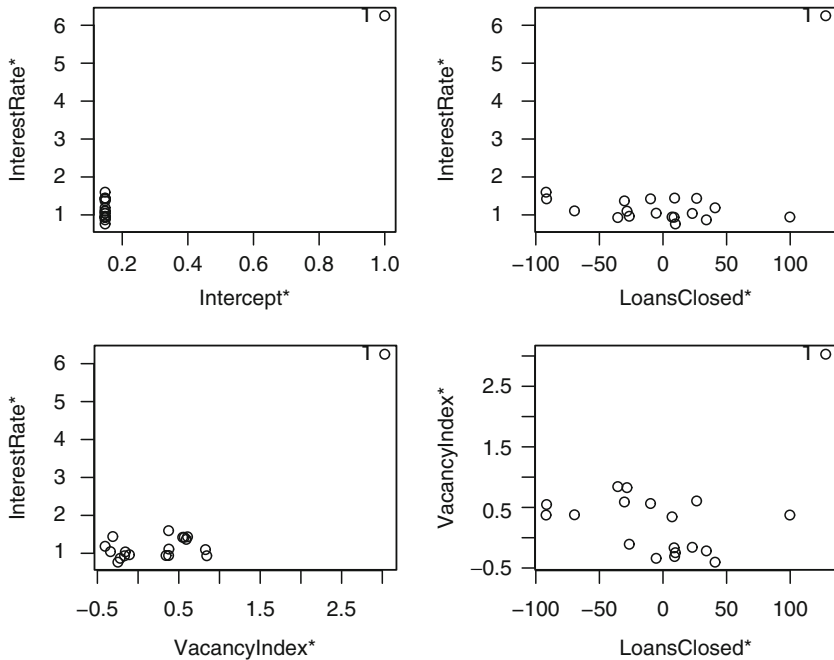 6
5
4
3
2
1
InterestRate*
1
0.2 0.4 0.6 0.8 1.0
Intercept*
6
5
4
3
2
1
InterestRate*
1
−100 −50 0 50 100
LoansClosed*
6
5
4
3
2
1
InterestRate*
1
−0.5 0.5 1.5 2.5
VacancyIndex*
2.5
1.5
0.5
−0.5
VacancyIndex*
1
−100 −50 0 50 100
LoansClosed*